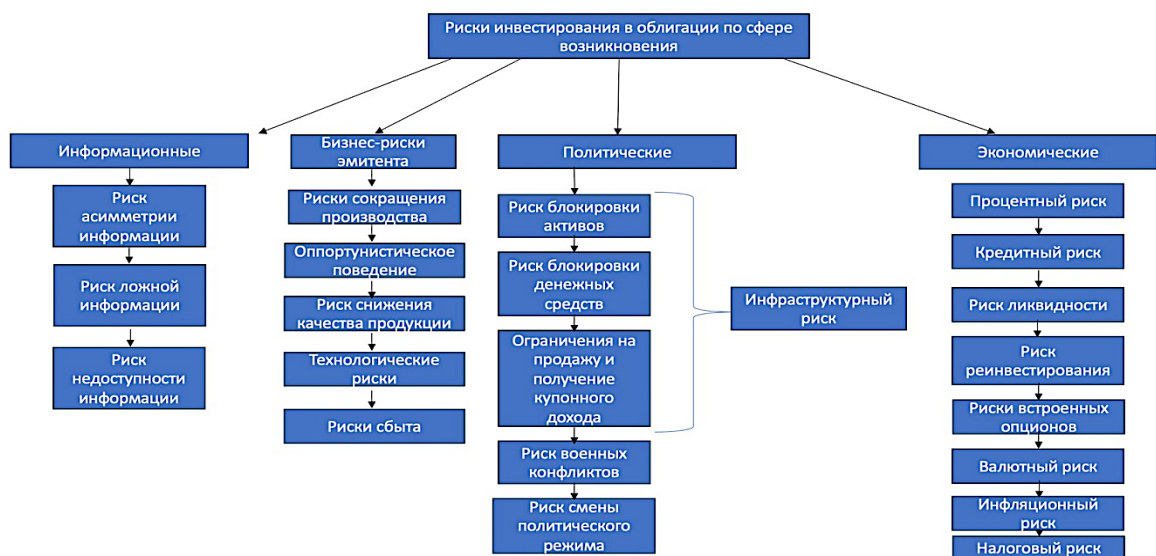 Риски инвестирования в облигации по сфере
возникновения
Информационные
Риск
асимметрии
информации
Риск ложной
информации
Риск
недоступности
информации
Бизнес-риски
эмитента
Риски сокращения
производства
Оппортунистическое
поведение
Риск снижения
качества продукции
Технологические
риски
Риски сбыта
Политические
Риск блокировки
активов
Риск блокировки
денежных
средств
Ограничения на
продажу и
получение
купонного
дохода
Риск военных
конфликтов
Риск смены
политического
режима
Инфраструктурный
риск
Экономические
Процентный риск
Кредитный риск
Риск ликвидности
Риск
реинвестирования
Риски встроенных
опционов
Валютный риск
Инфляционный
риск
Налоговый риск